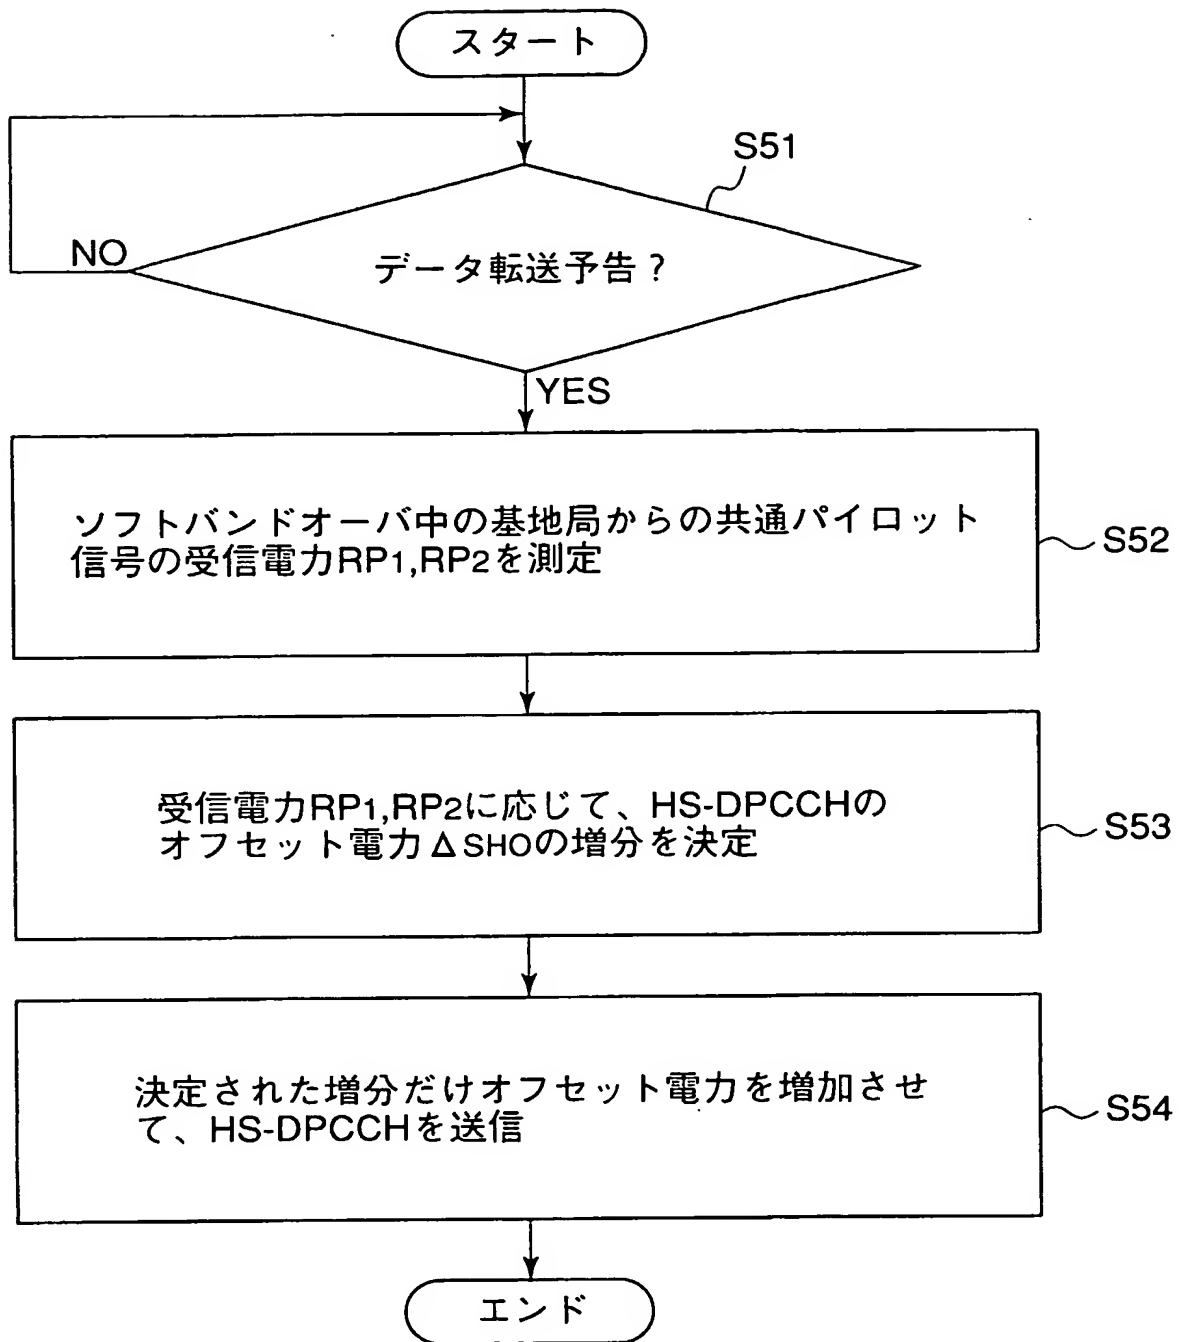 スタート
S51
NO
データ転送予告？
YES
ソフトバンドオーバ中の基地局からの共通パイロット
信号の受信電力RP1,RP2を測定
S52
受信電力RP1,RP2に応じて、HS-DPCCHの
オフセット電力ΔSHOの増分を決定
S53
決定された増分だけオフセット電力を増加させ
て、HS-DPCCHを送信
S54
エンド